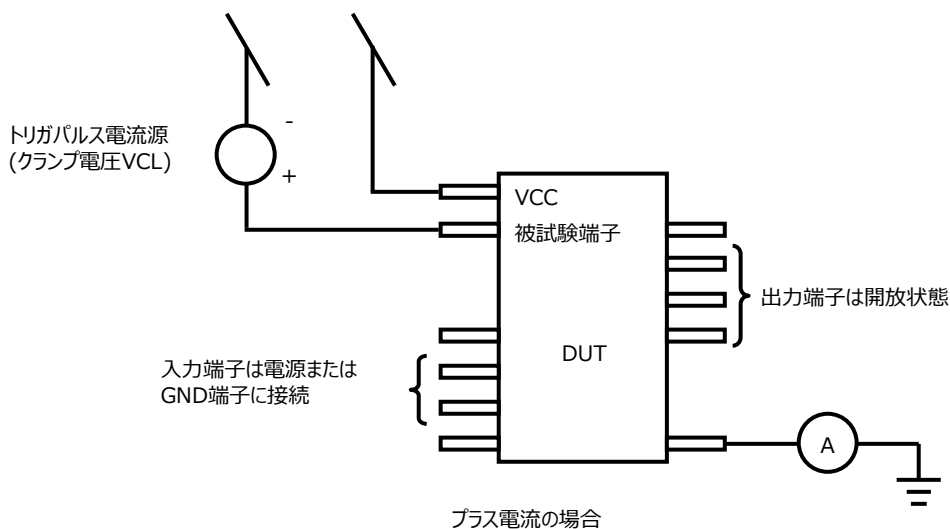 トリガパルス電流源
(クランプ電圧VCL)
-
+
VCC
被試験端子
出力端子は開放状態
DUT
入力端子は電源または
GND端子に接続
A
プラス電流の場合